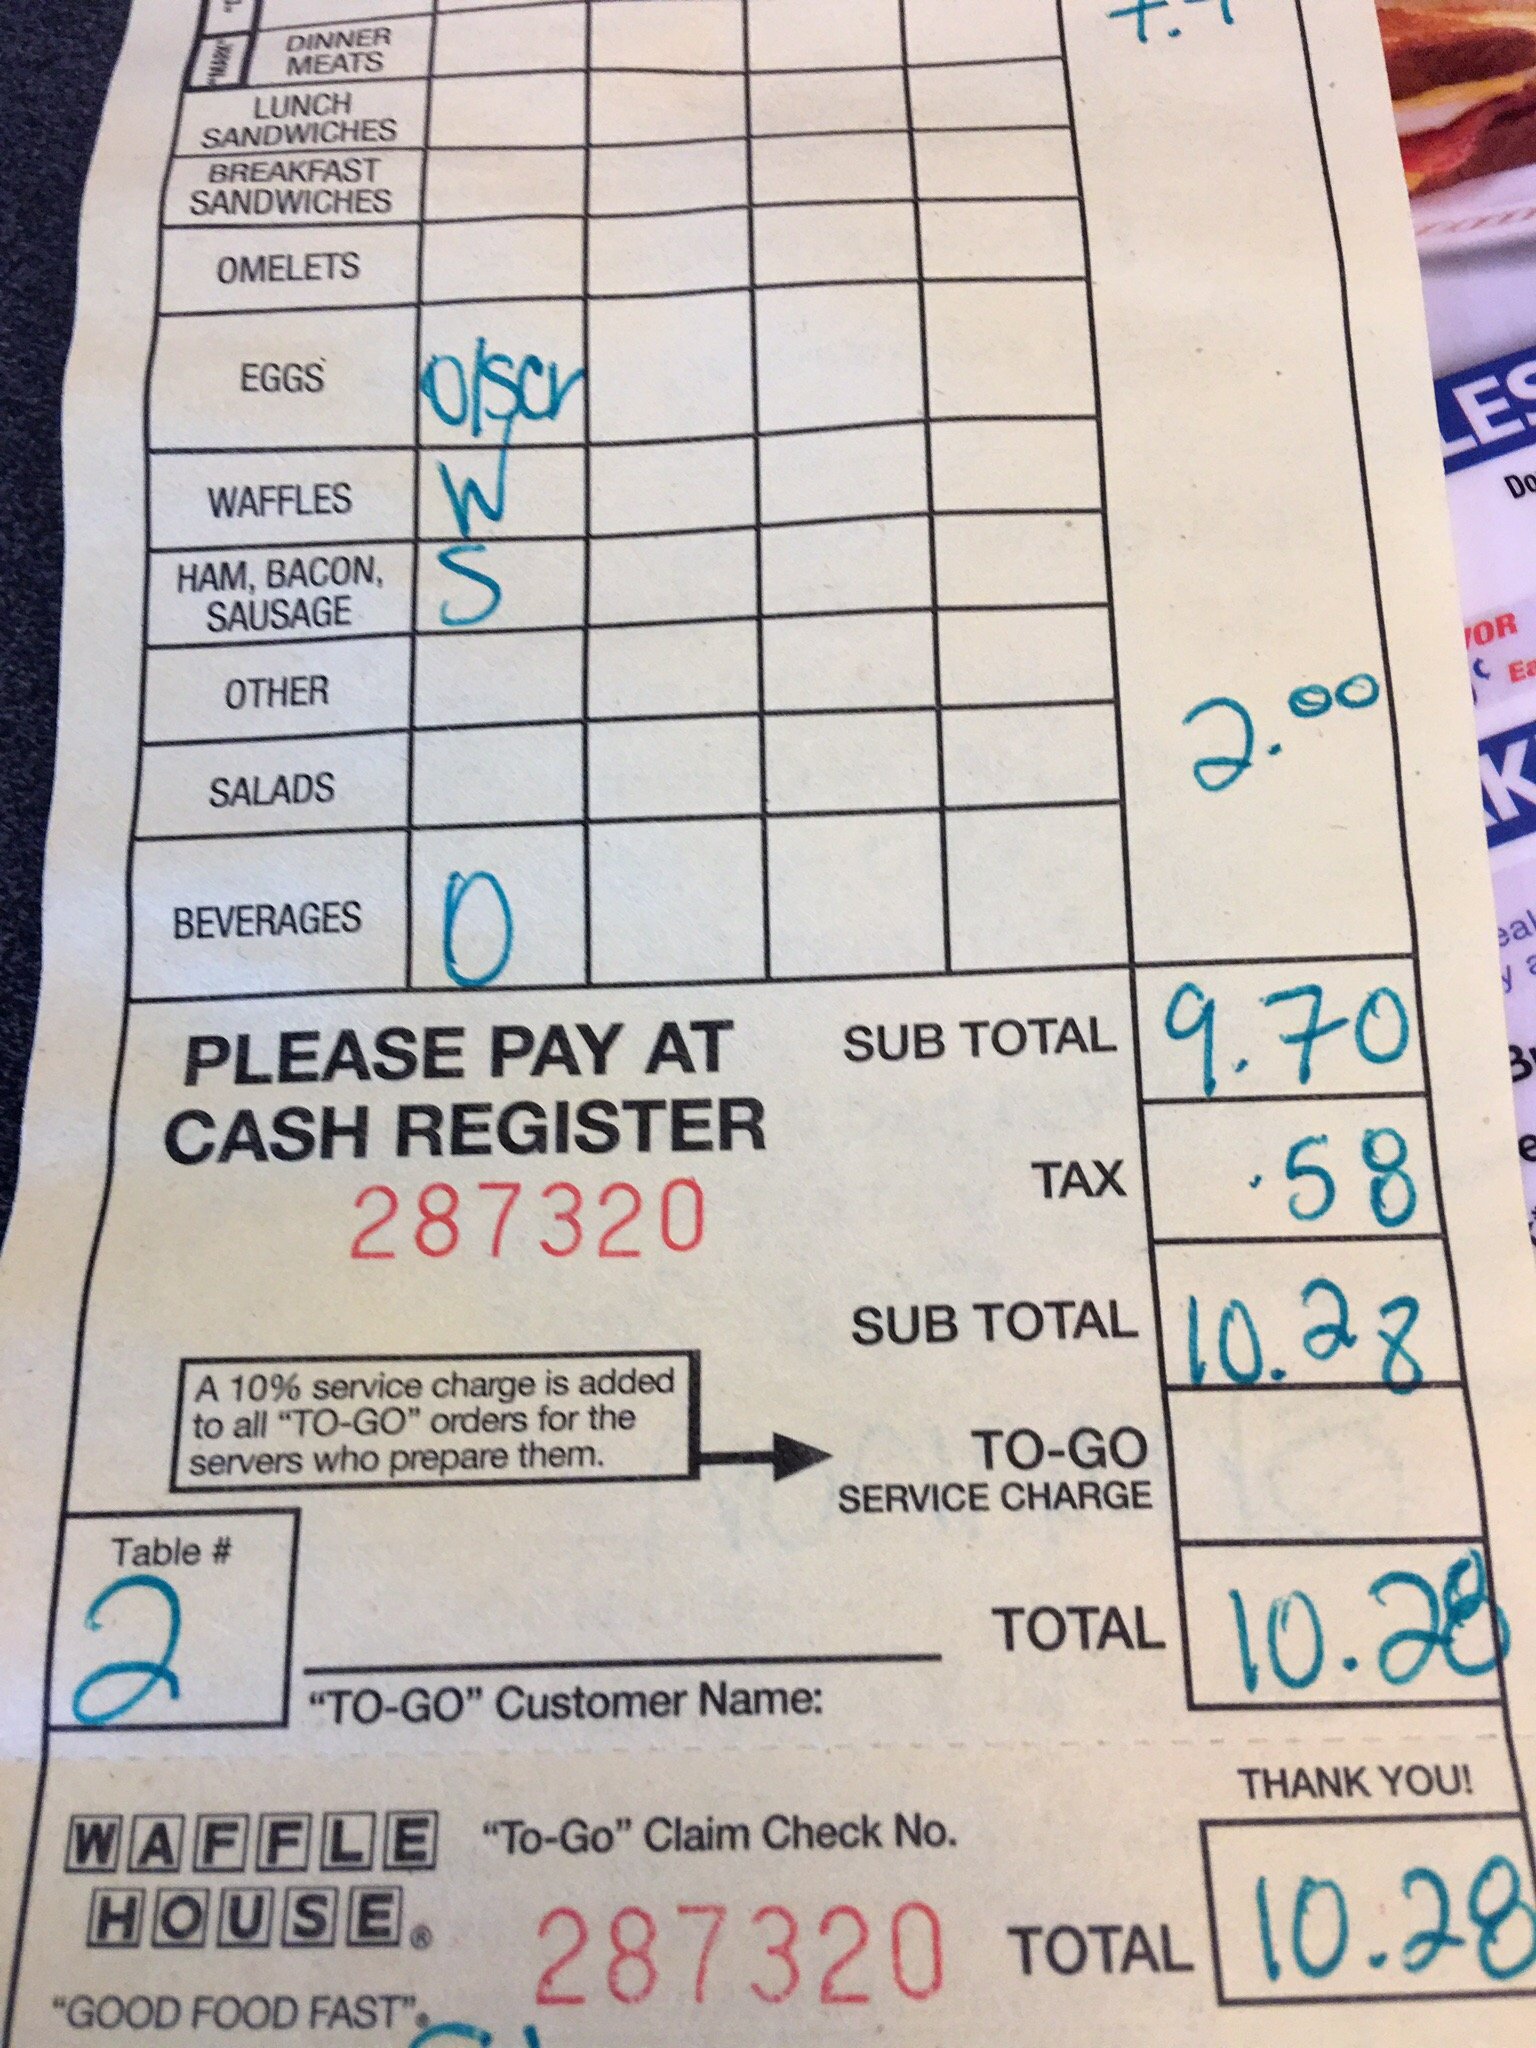 "MARK"
DINNER
MEATS
LUNCH
SANDWICHES
BREAKFAST
SANDWICHES
OMELETS
EGGS O/SCr
WAFFLES W
HAM, BACON,
SAUSAGE S
OTHER
2.00
SALADS
BEVERAGES O
PLEASE PAY AT
CASH REGISTER
SUB TOTAL 9.70
TAX .58
287320
SUB TOTAL 10.28
A 10% service charge is added
to all "TO-GO" orders for the
servers who prepare them.
TO-GO
SERVICE CHARGE
Table #
2
TOTAL 10.28
"TO-GO" Customer Name:
THANK YOU!
WAFFLE
HOUSE®
"To-Go" Claim Check No.
287320
TOTAL 10.28
"GOOD FOOD FAST"®